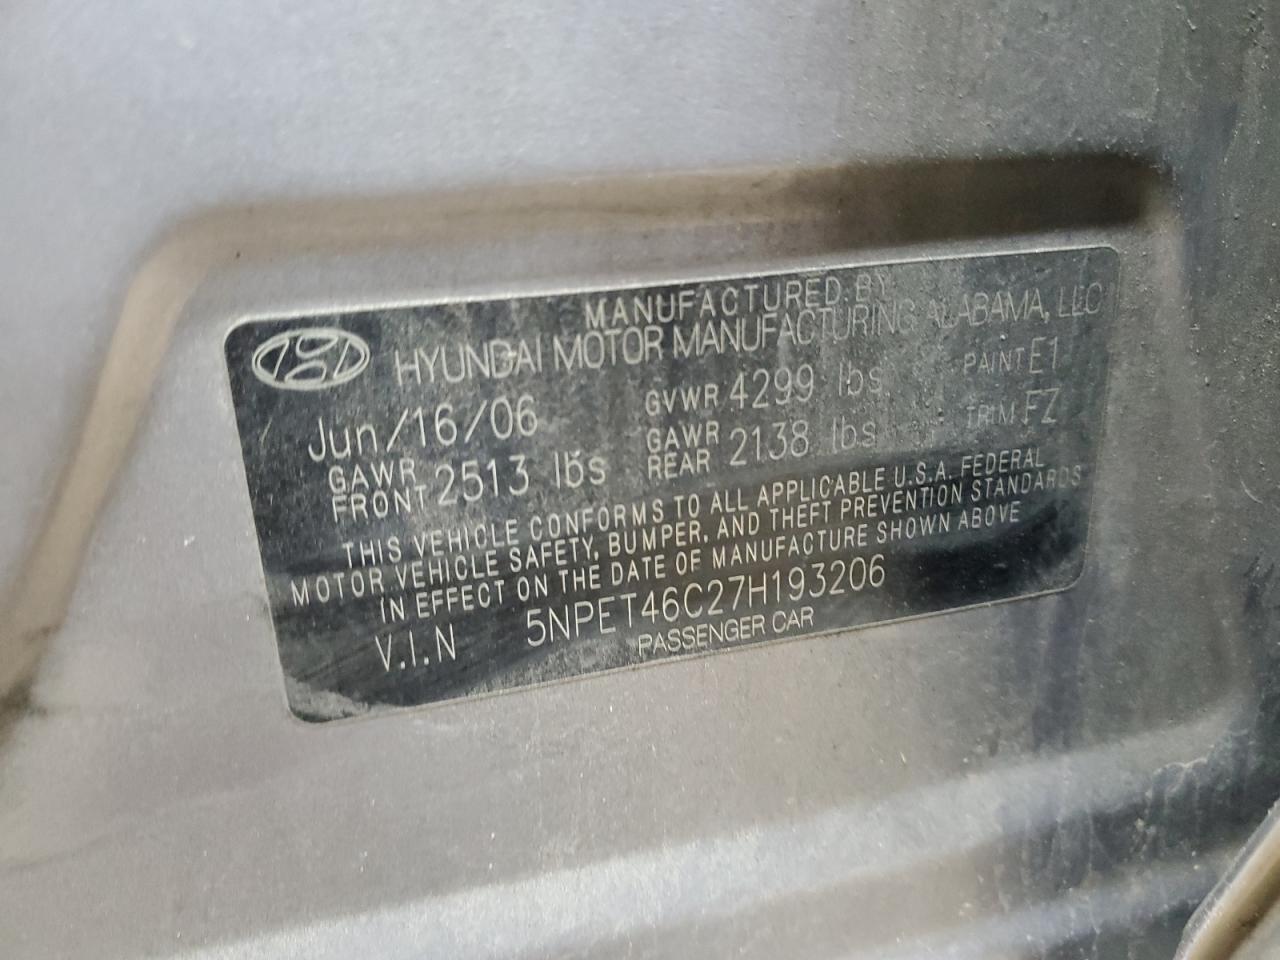 MANUFACTURED BY
HYUNDAI MOTOR MANUFACTURING ALABAMA, LLC
Jun/16/06 GVWR 4299 lbs PAINT E1
GAWR FRONT 2513 lbs GAWR REAR 2138 lbs TRIM FZ
THIS VEHICLE CONFORMS TO ALL APPLICABLE U.S.A. FEDERAL
MOTOR VEHICLE SAFETY, BUMPER, AND THEFT PREVENTION STANDARDS
IN EFFECT ON THE DATE OF MANUFACTURE SHOWN ABOVE
V.I.N 5NPET46C27H193206
PASSENGER CAR